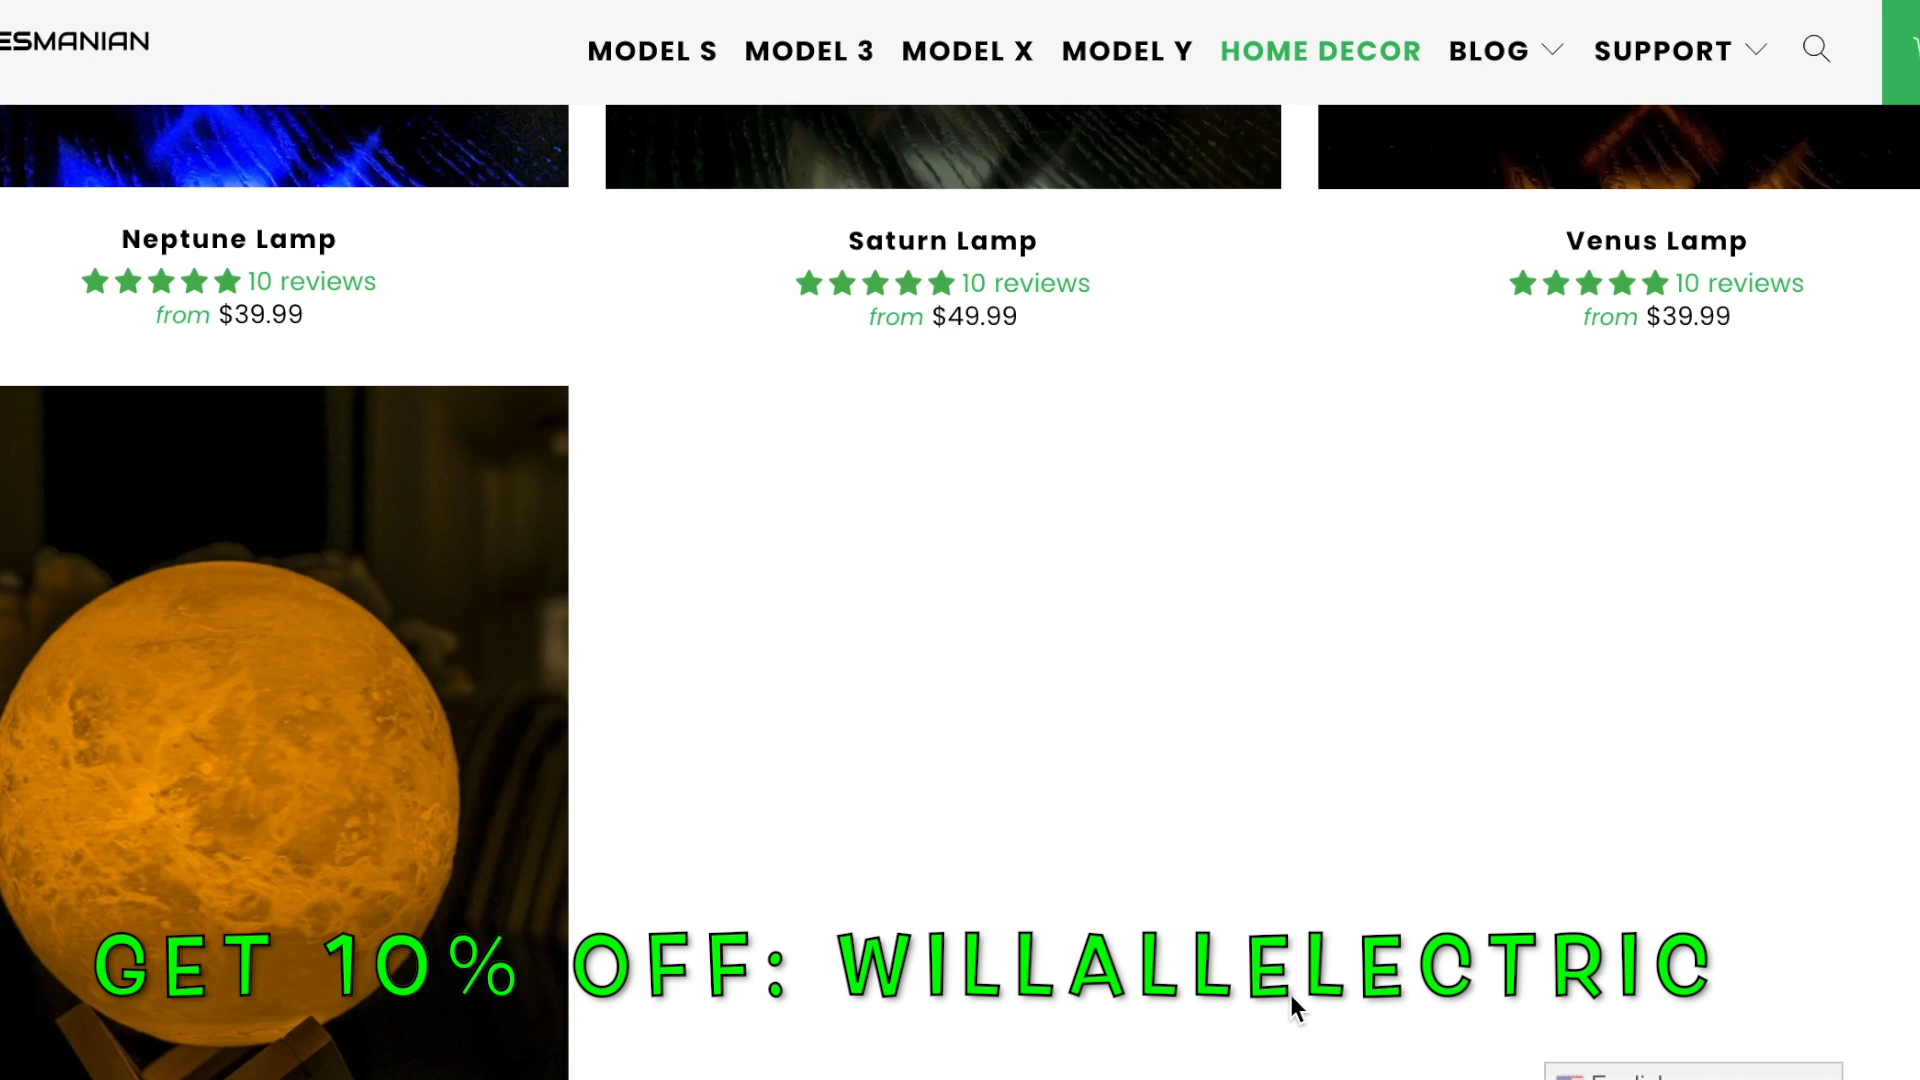 ESMANIAN
MODEL S MODEL 3 MODEL X MODEL Y HOME DECOR BLOG SUPPORT
Neptune Lamp
10 reviews
from $39.99
Saturn Lamp
10 reviews
from $49.99
Venus Lamp
10 reviews
from $39.99
GET 10% OFF: WILLALLELECTRIC